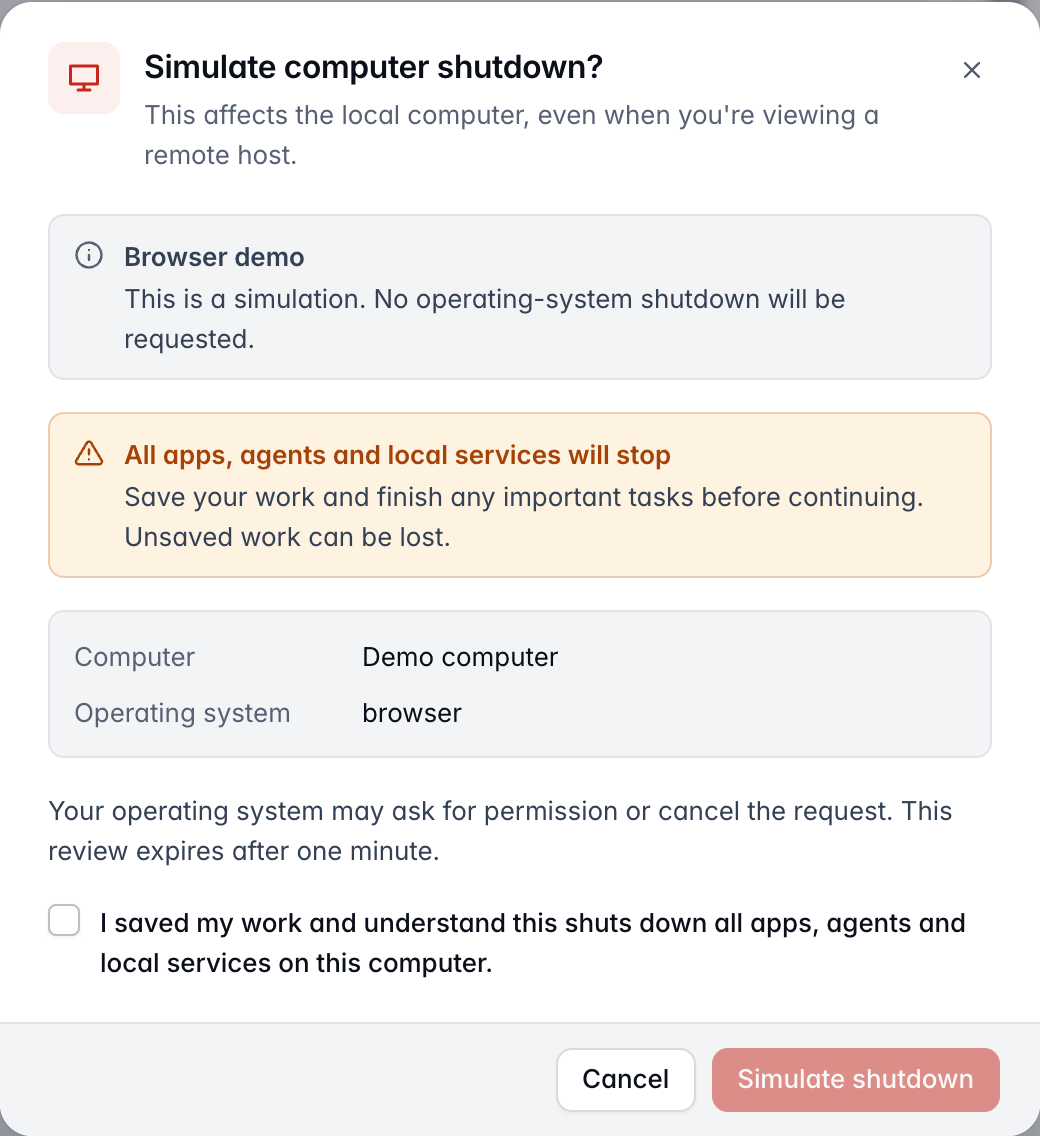 Simulate computer shutdown?
This affects the local computer, even when you're viewing a
remote host.
Browser demo
This is a simulation. No operating-system shutdown will be
requested.
All apps, agents and local services will stop
Save your work and finish any important tasks before continuing.
Unsaved work can be lost.
Computer Demo computer
Operating system browser
Your operating system may ask for permission or cancel the request. This
review expires after one minute.
I saved my work and understand this shuts down all apps, agents and
local services on this computer.
Cancel Simulate shutdown